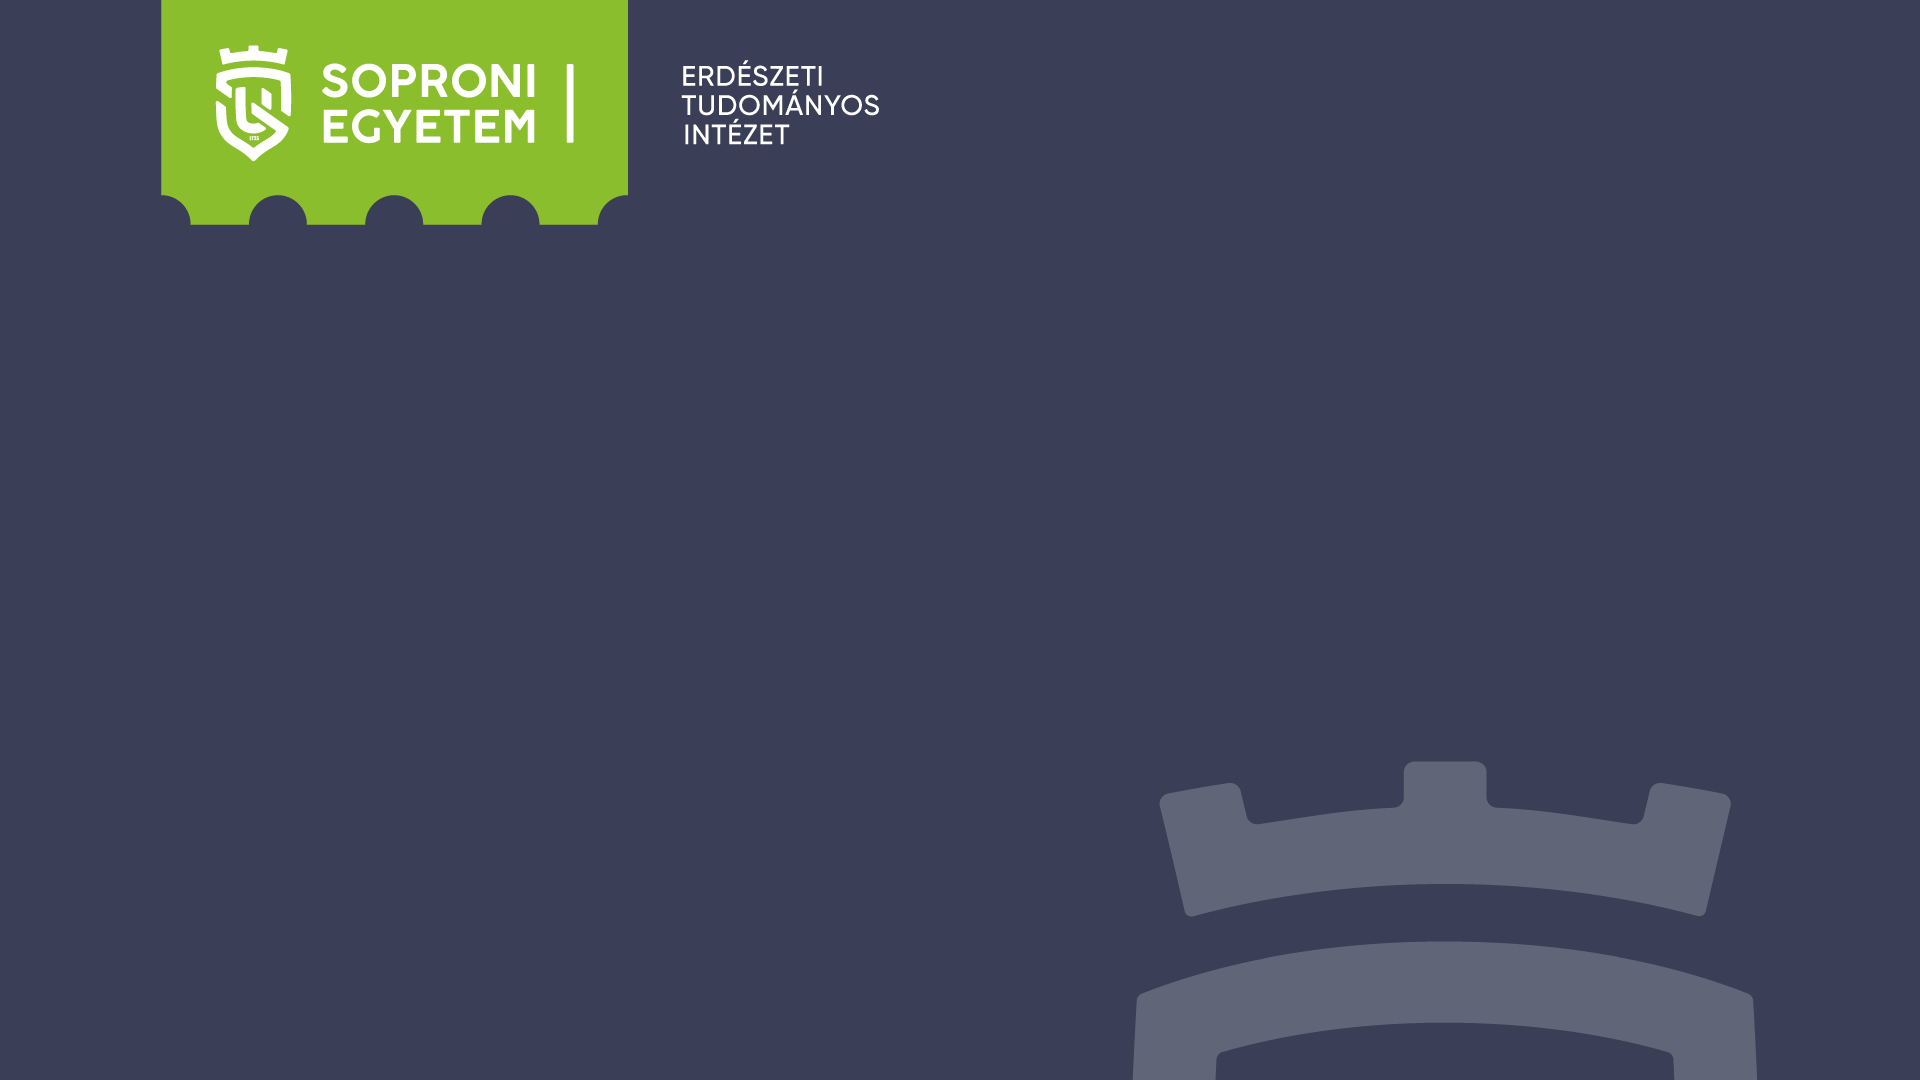 SOPRONI
EGYETEM
ERDÉSZETI
TUDOMÁNYOS
INTÉZET